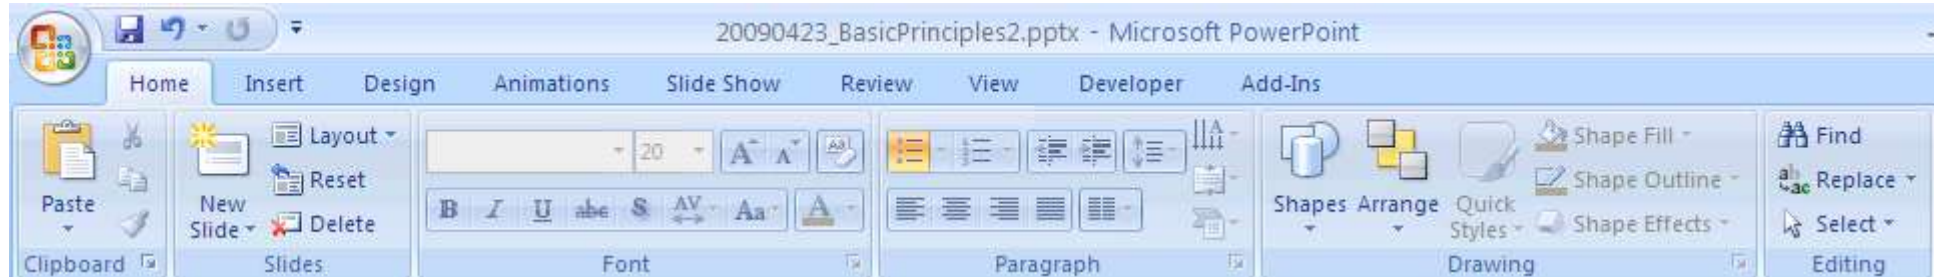 20090423_BasicPrinciples2.pptx - Microsoft PowerPoint
Home Insert Design Animations Slide Show Review View Developer Add-Ins
Paste
New Slide
Layout
Reset
Delete
20
A A Aa
B I U abc S AV Aa A
Shapes Arrange Quick Styles
Shape Fill
Shape Outline
Shape Effects
Find
Replace
Select
Clipboard Slides Font Paragraph Drawing Editing